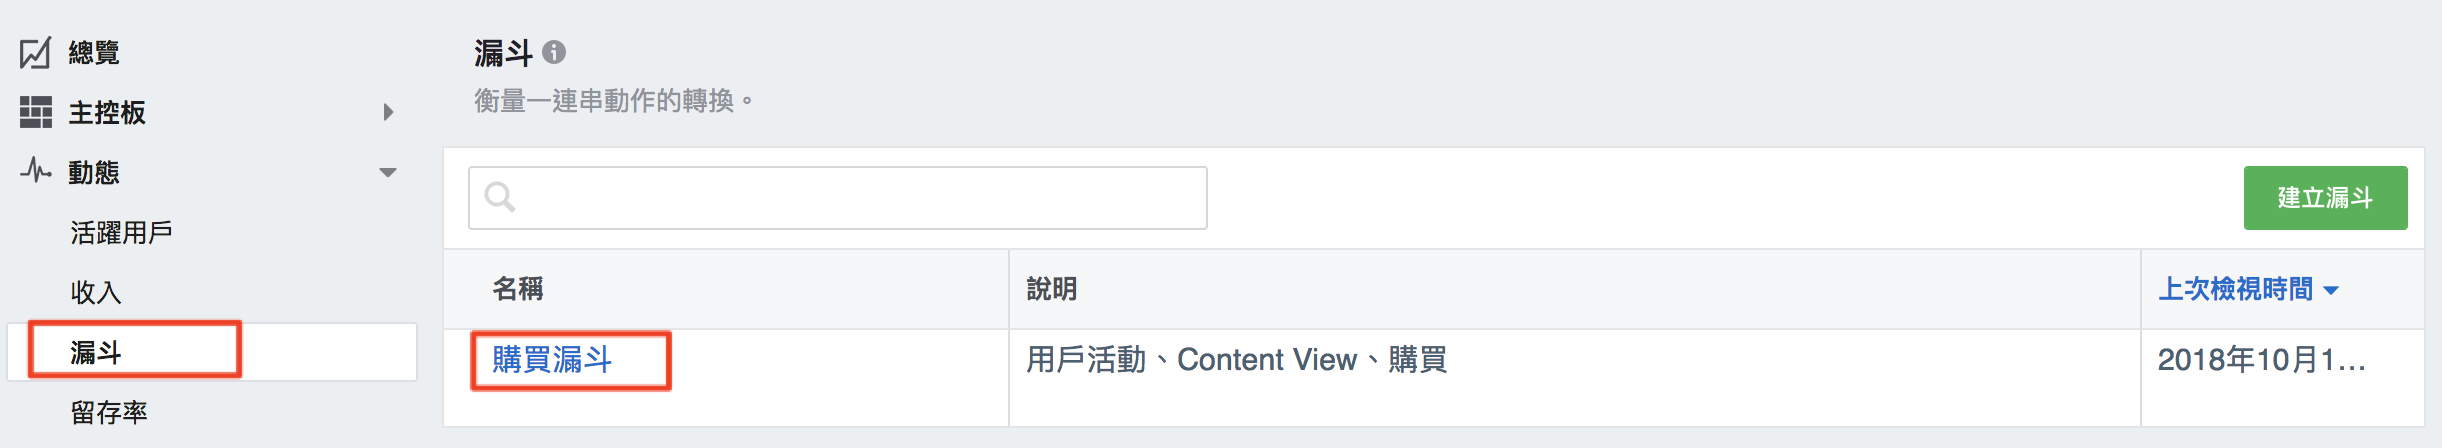 總覽
主控板
動態
活躍用戶
收入
漏斗
留存率
漏斗
衡量一連串動作的轉換。
建立漏斗
名稱 說明 上次檢視時間
購買漏斗 用戶活動、Content View、購買 2018年10月1...